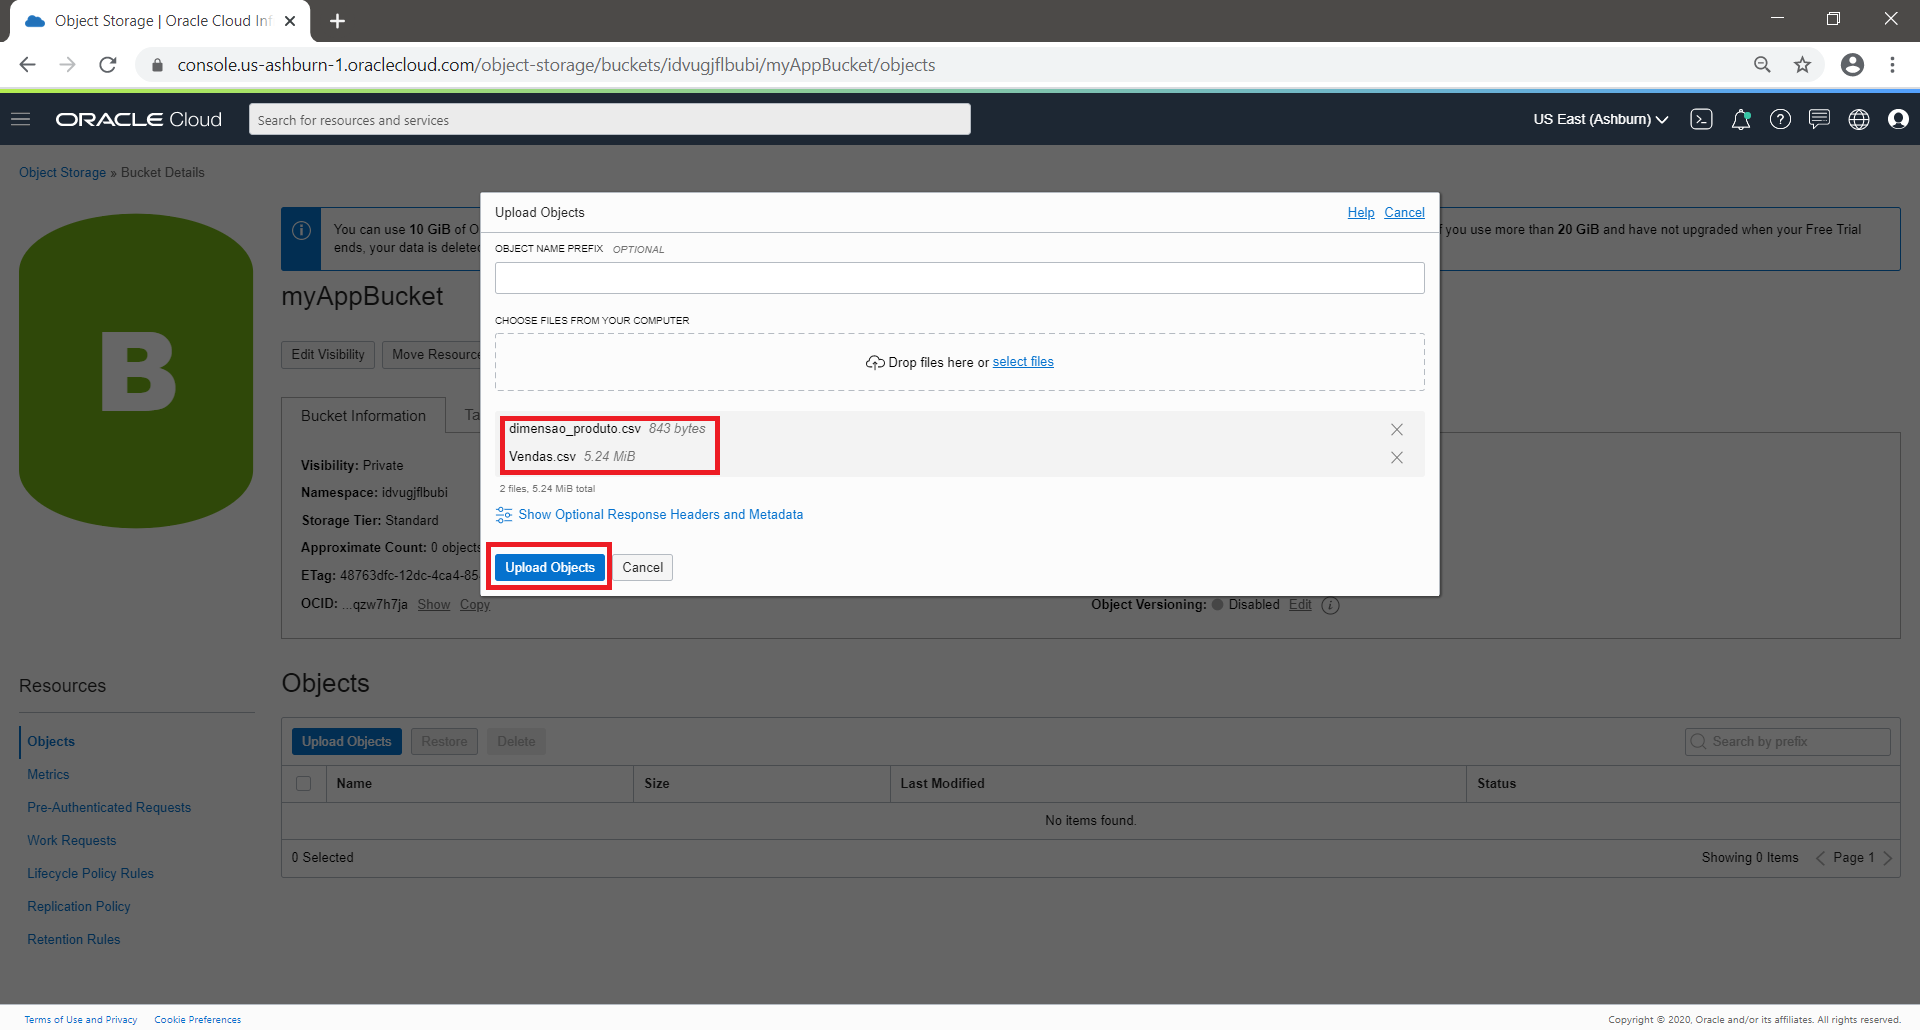 Object Storage | Oracle Cloud Inf
console.us-ashburn-1.oraclecloud.com/object-storage/buckets/idvugjflbubi/myAppBucket/objects
ORACLE Cloud
Search for resources and services
US East (Ashburn)
Object Storage » Bucket Details
You can use 10 GiB of O
f you use more than 20 GiB and have not upgraded when your Free Trial
ends, your data is deleted
B
myAppBucket
Edit Visibility
Move Resource
Bucket Information
Ta
Visibility: Private
Namespace: idvugjflbubi
Storage Tier: Standard
Approximate Count: 0 objects
ETag: 48763dfc-12dc-4ca4-85
OCID: ...qzw7h7ja Show Copy
Object Versioning: Disabled Edit
Upload Objects
Help Cancel
OBJECT NAME PREFIX OPTIONAL
CHOOSE FILES FROM YOUR COMPUTER
Drop files here or select files
dimensao_produto.csv 843 bytes
Vendas.csv 5.24 MiB
2 files, 5.24 MiB total
Show Optional Response Headers and Metadata
Upload Objects
Cancel
Resources
Objects
Metrics
Pre-Authenticated Requests
Work Requests
Lifecycle Policy Rules
Replication Policy
Retention Rules
Objects
Upload Objects
Restore
Delete
Search by prefix
Name
Size
Last Modified
Status
No items found.
0 Selected
Showing 0 Items
Page 1
Terms of Use and Privacy
Cookie Preferences
Copyright © 2020, Oracle and/or its affiliates. All rights reserved.